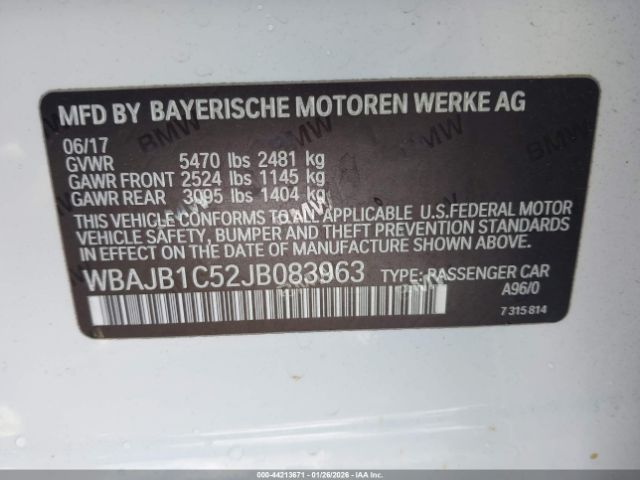 MFD BY BAYERISCHE MOTOREN WERKE AG
06/17
GVWR 5470 lbs 2481 kg
GAWR FRONT 2524 lbs 1145 kg
GAWR REAR 3095 lbs 1404 kg
THIS VEHICLE CONFORMS TO ALL APPLICABLE U.S.FEDERAL MOTOR
VEHICLE SAFETY, BUMPER AND THEFT PREVENTION STANDARDS
IN EFFECT ON THE DATE OF MANUFACTURE SHOWN ABOVE.
WBAJB1C52JB083963 TYPE: PASSENGER CAR
A96/0
7 315 814
000-44213671 | 01/26/2026 - IAA Inc.